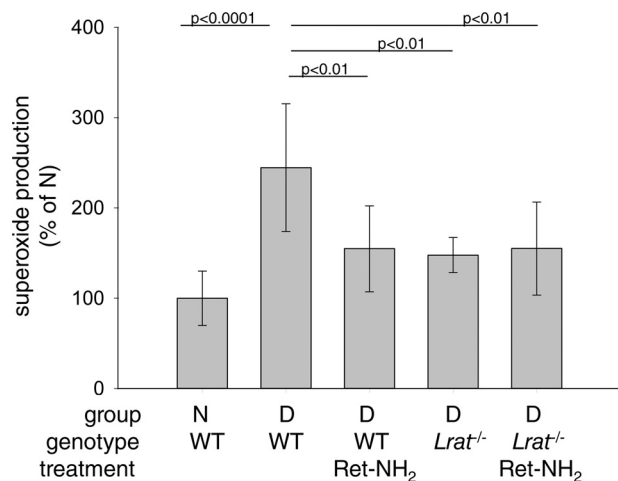 p<0.0001 p<0.01
p<0.01
p<0.01
400
300
200
100
0
superoxide production
(% of N)
group N D D D D
genotype WT WT WT Lrat-/- Lrat-/-
treatment Ret-NH2 Ret-NH2